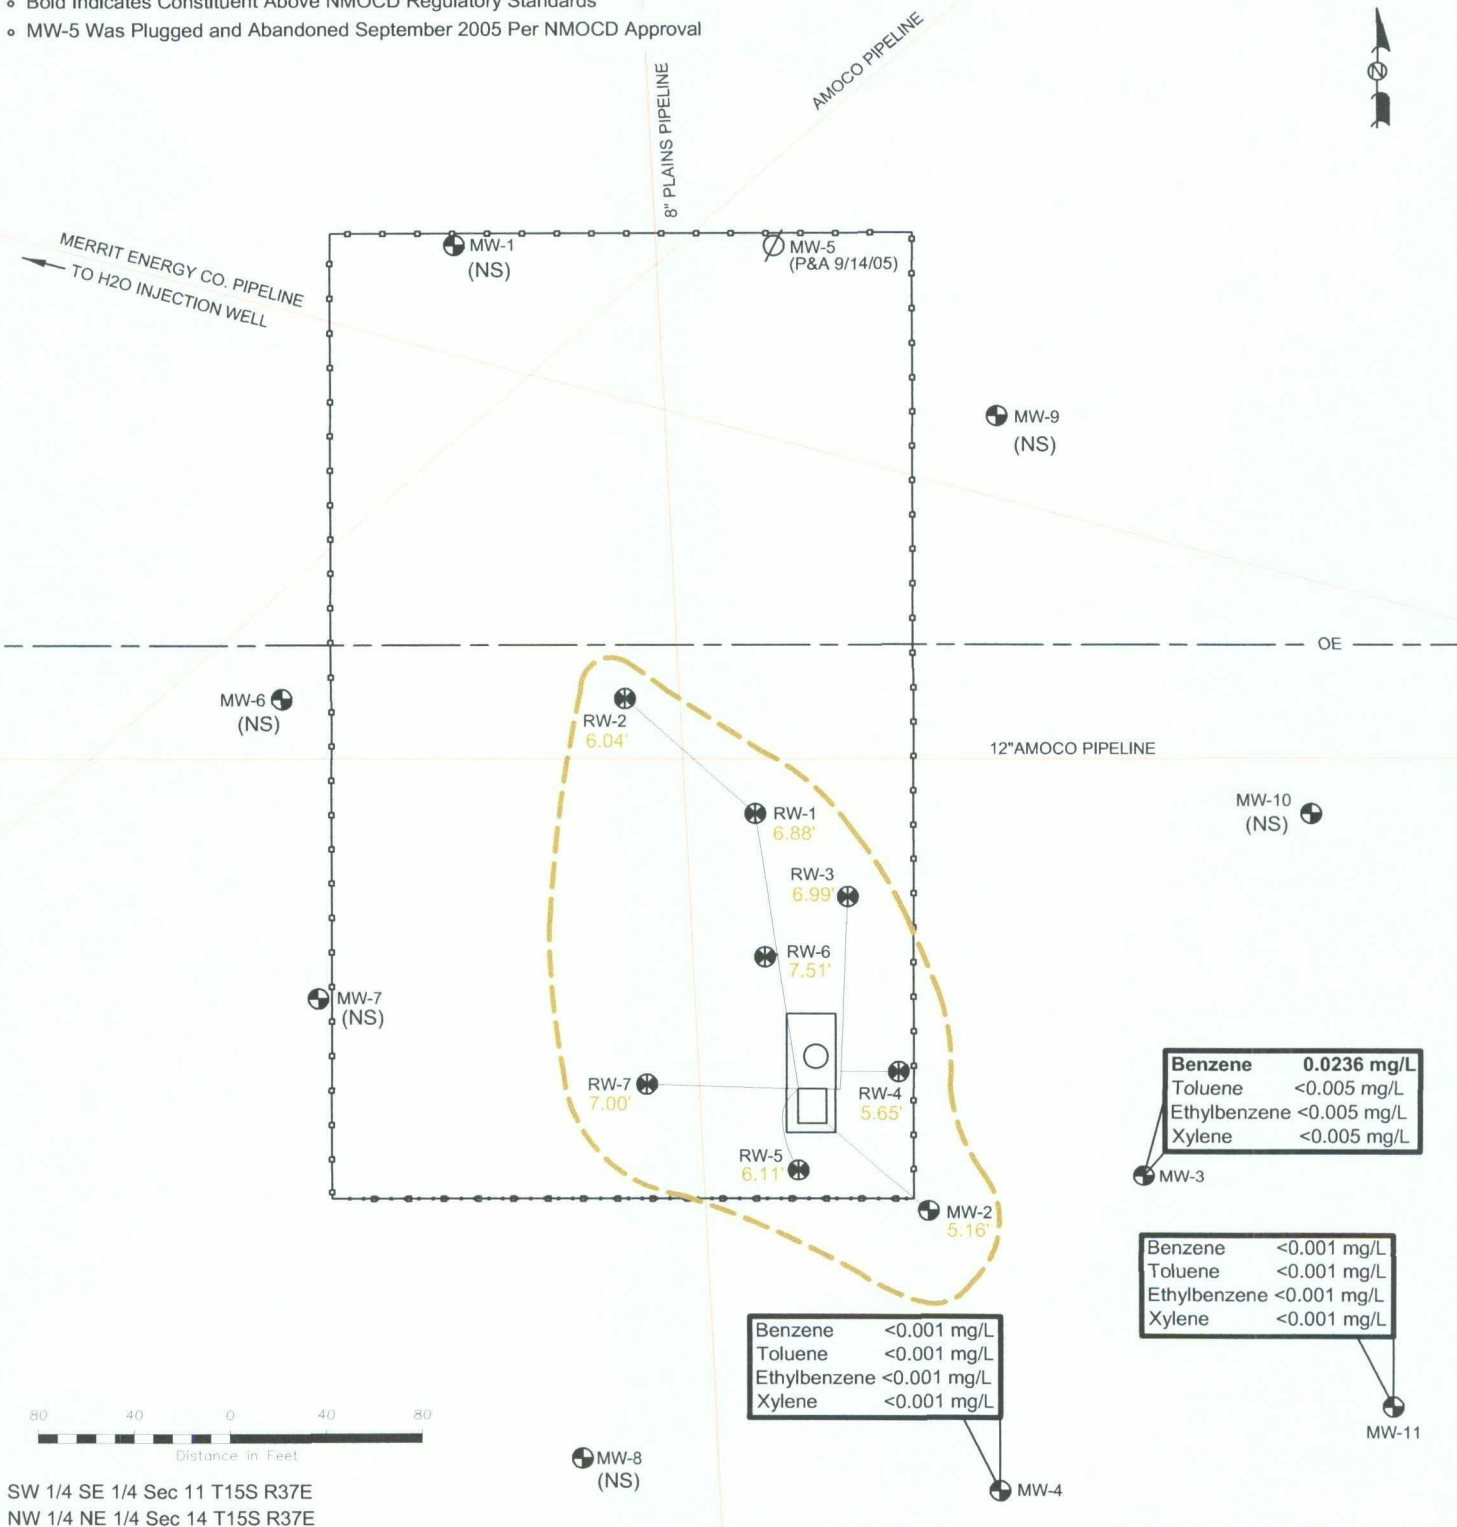 Bold Indicates Constituent Above NMOCD Regulatory Standards
MW-5 Was Plugged and Abandoned September 2005 Per NMOCD Approval
AMOCO PIPELINE
8" PLAINS PIPELINE
N
MERRIT ENERGY CO. PIPELINE
TO H2O INJECTION WELL
MW-1
(NS)
MW-5
(P&A 9/14/05)
MW-9
(NS)
OE
MW-6
(NS)
RW-2
6.04'
12"AMOCO PIPELINE
MW-10
(NS)
RW-1
6.88'
RW-3
6.99'
RW-6
7.51'
MW-7
(NS)
RW-7
7.00'
RW-4
5.65'
RW-5
6.11'
MW-2
5.16'
Benzene 0.0236 mg/L
Toluene <0.005 mg/L
Ethylbenzene <0.005 mg/L
Xylene <0.005 mg/L
MW-3
Benzene <0.001 mg/L
Toluene <0.001 mg/L
Ethylbenzene <0.001 mg/L
Xylene <0.001 mg/L
MW-11
Benzene <0.001 mg/L
Toluene <0.001 mg/L
Ethylbenzene <0.001 mg/L
Xylene <0.001 mg/L
MW-4
MW-8
(NS)
80 40 0 40 80
Distance in Feet
SW 1/4 SE 1/4 Sec 11 T15S R37E
NW 1/4 NE 1/4 Sec 14 T15S R37E